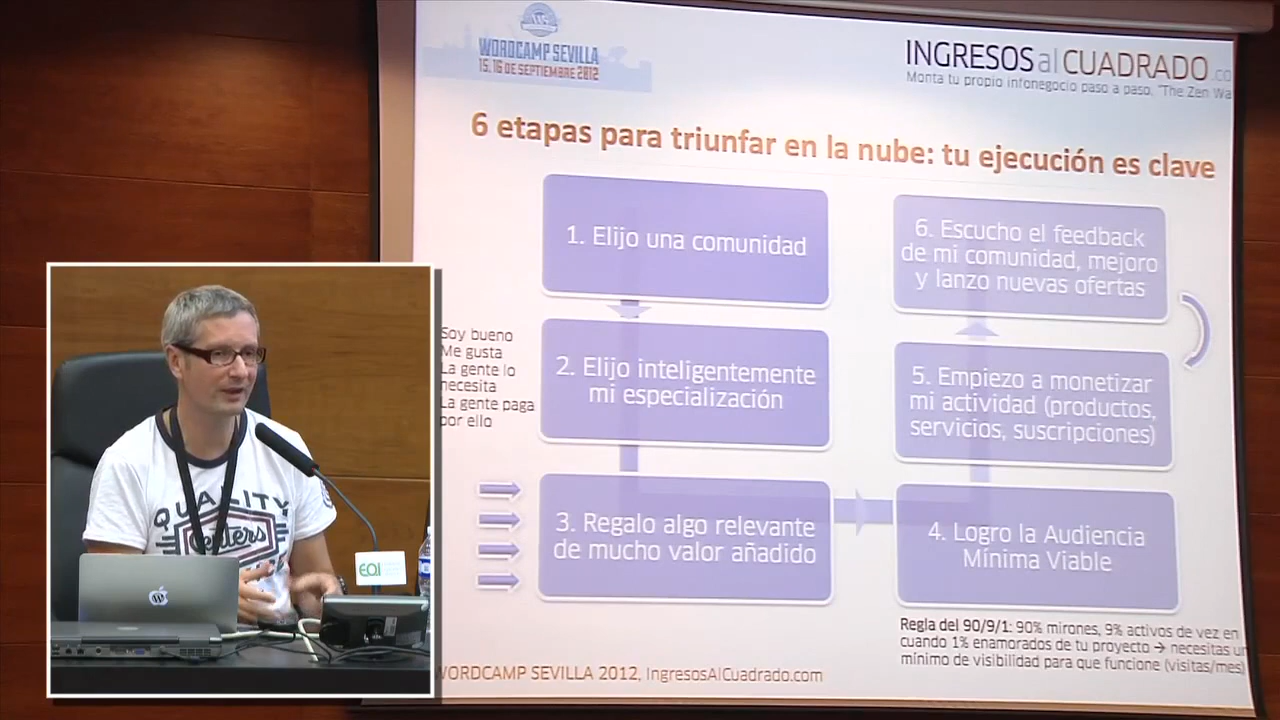 WORDCAMP SEVILLA
15, 16 DE SEPTIEMBRE 2012
INGRESOS al CUADRADO.co
Monta tu propio infonegocio paso a paso. "The Zen Wa
6 etapas para triunfar en la nube: tu ejecución es clave
1. Elijo una comunidad
Soy bueno
Me gusta
La gente lo
necesita
La gente paga
por ello
2. Elijo inteligentemente
mi especialización
3. Regalo algo relevante
de mucho valor añadido
4. Logro la Audiencia
Mínima Viable
5. Empiezo a monetizar
mi actividad (productos,
servicios, suscripciones)
6. Escucho el feedback
de mi comunidad, mejoro
y lanzo nuevas ofertas
Regla del 90/9/1: 90% mirones, 9% activos de vez en
cuando 1% enamorados de tu proyecto → necesitas un
mínimo de visibilidad para que funcione (visitas/mes)
WORDCAMP SEVILLA 2012, IngresosAlCuadrado.com
QUALITY
Centers
EOI